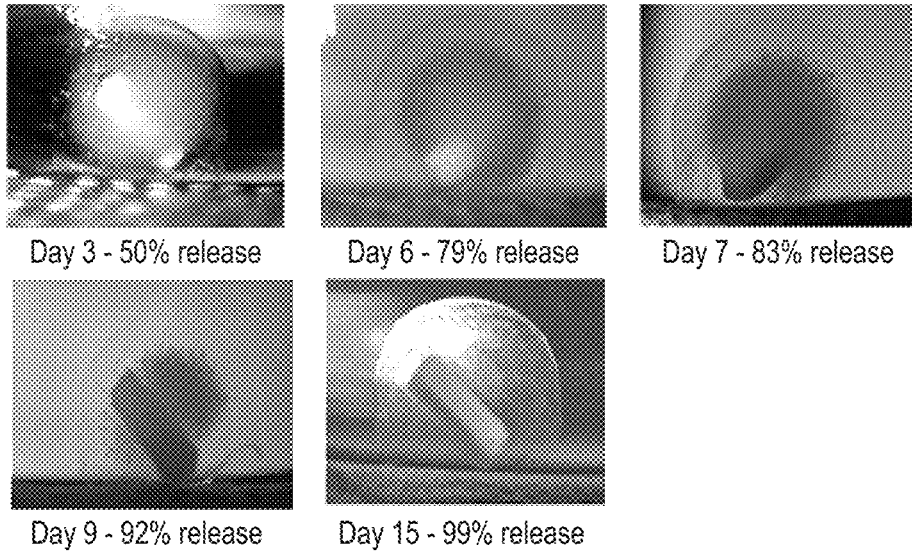 Day 3 - 50% release
Day 6 - 79% release
Day 7 - 83% release
Day 9 - 92% release
Day 15 - 99% release